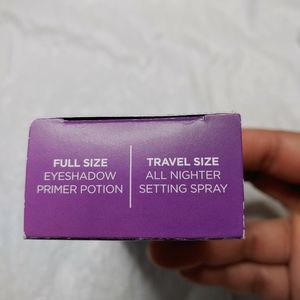 FULL SIZE
EYESHADOW
PRIMER POTION
TRAVEL SIZE
ALL NIGHTER
SETTING SPRAY